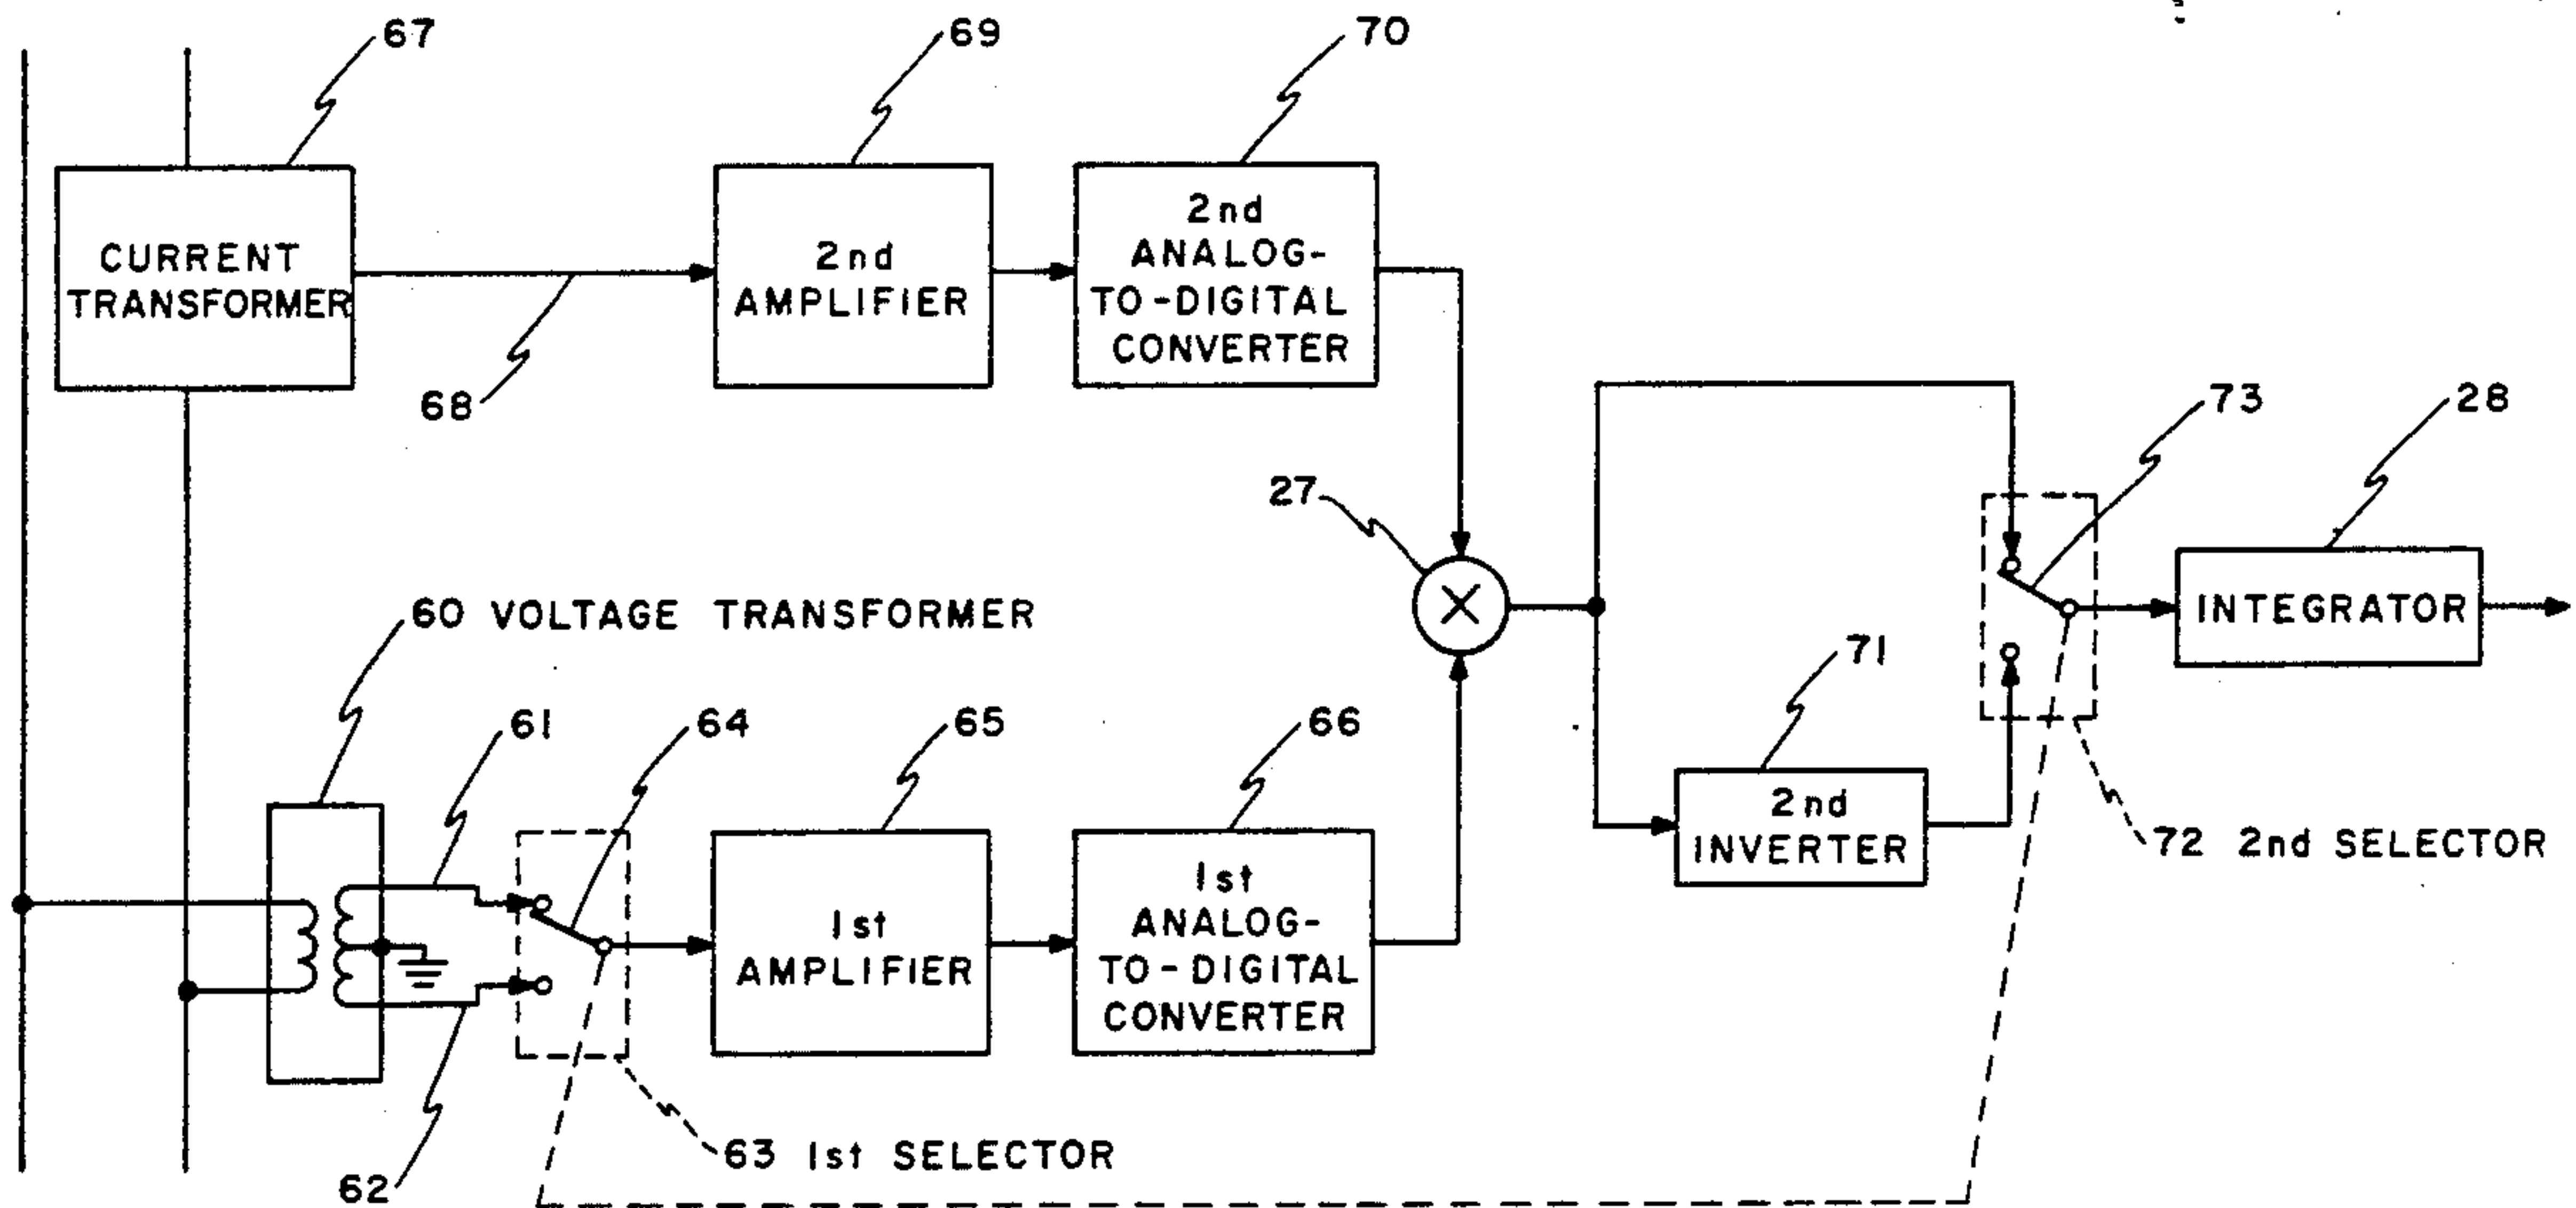 67
69
70
CURRENT
TRANSFORMER
2nd
AMPLIFIER
2nd
ANALOG-
TO-DIGITAL
CONVERTER
68
73
28
27
INTEGRATOR
60 VOLTAGE TRANSFORMER
71
61
64
65
66
2nd
INVERTER
72 2nd SELECTOR
1st
AMPLIFIER
1st
ANALOG-
TO-DIGITAL
CONVERTER
63 1st SELECTOR
62